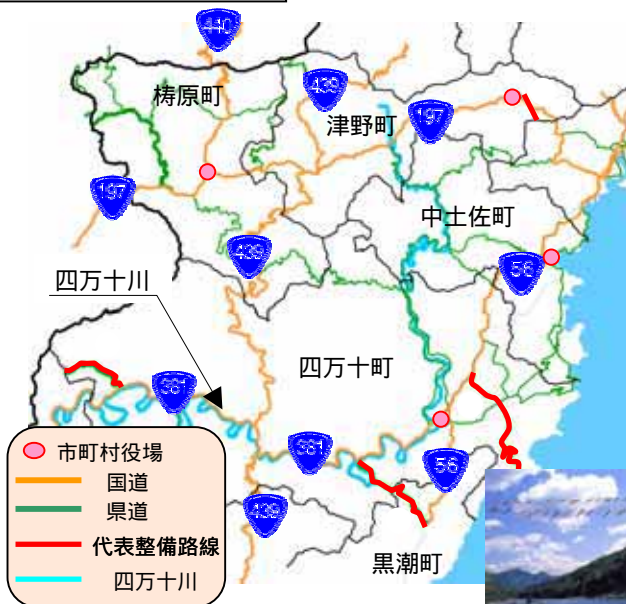 440
梼原町
439
津野町
197
197
中土佐町
439
56
四万十川
四万十町
381
381
56
439
黒潮町
市町村役場
国道
県道
代表整備路線
四万十川